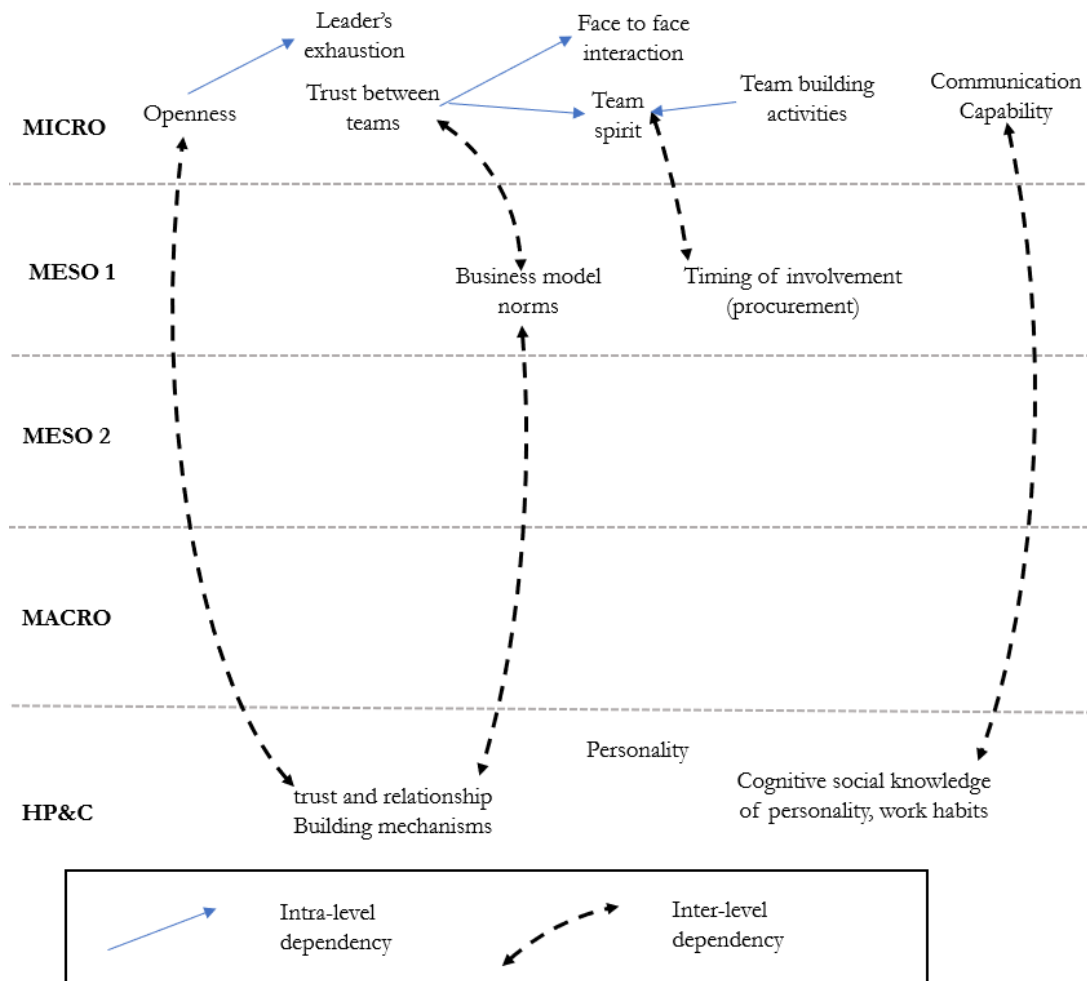 Leader’s
exhaustion
Face to face
interaction
Openness
Trust between
teams
Team
spirit
Team building
activities
Communication
Capability
MICRO
MESO 1
Business model
norms
Timing of involvement
(procurement)
MESO 2
MACRO
Personality
HP&C
trust and relationship
Building mechanisms
Cognitive social knowledge
of personality, work habits
Intra-level
dependency
Inter-level
dependency